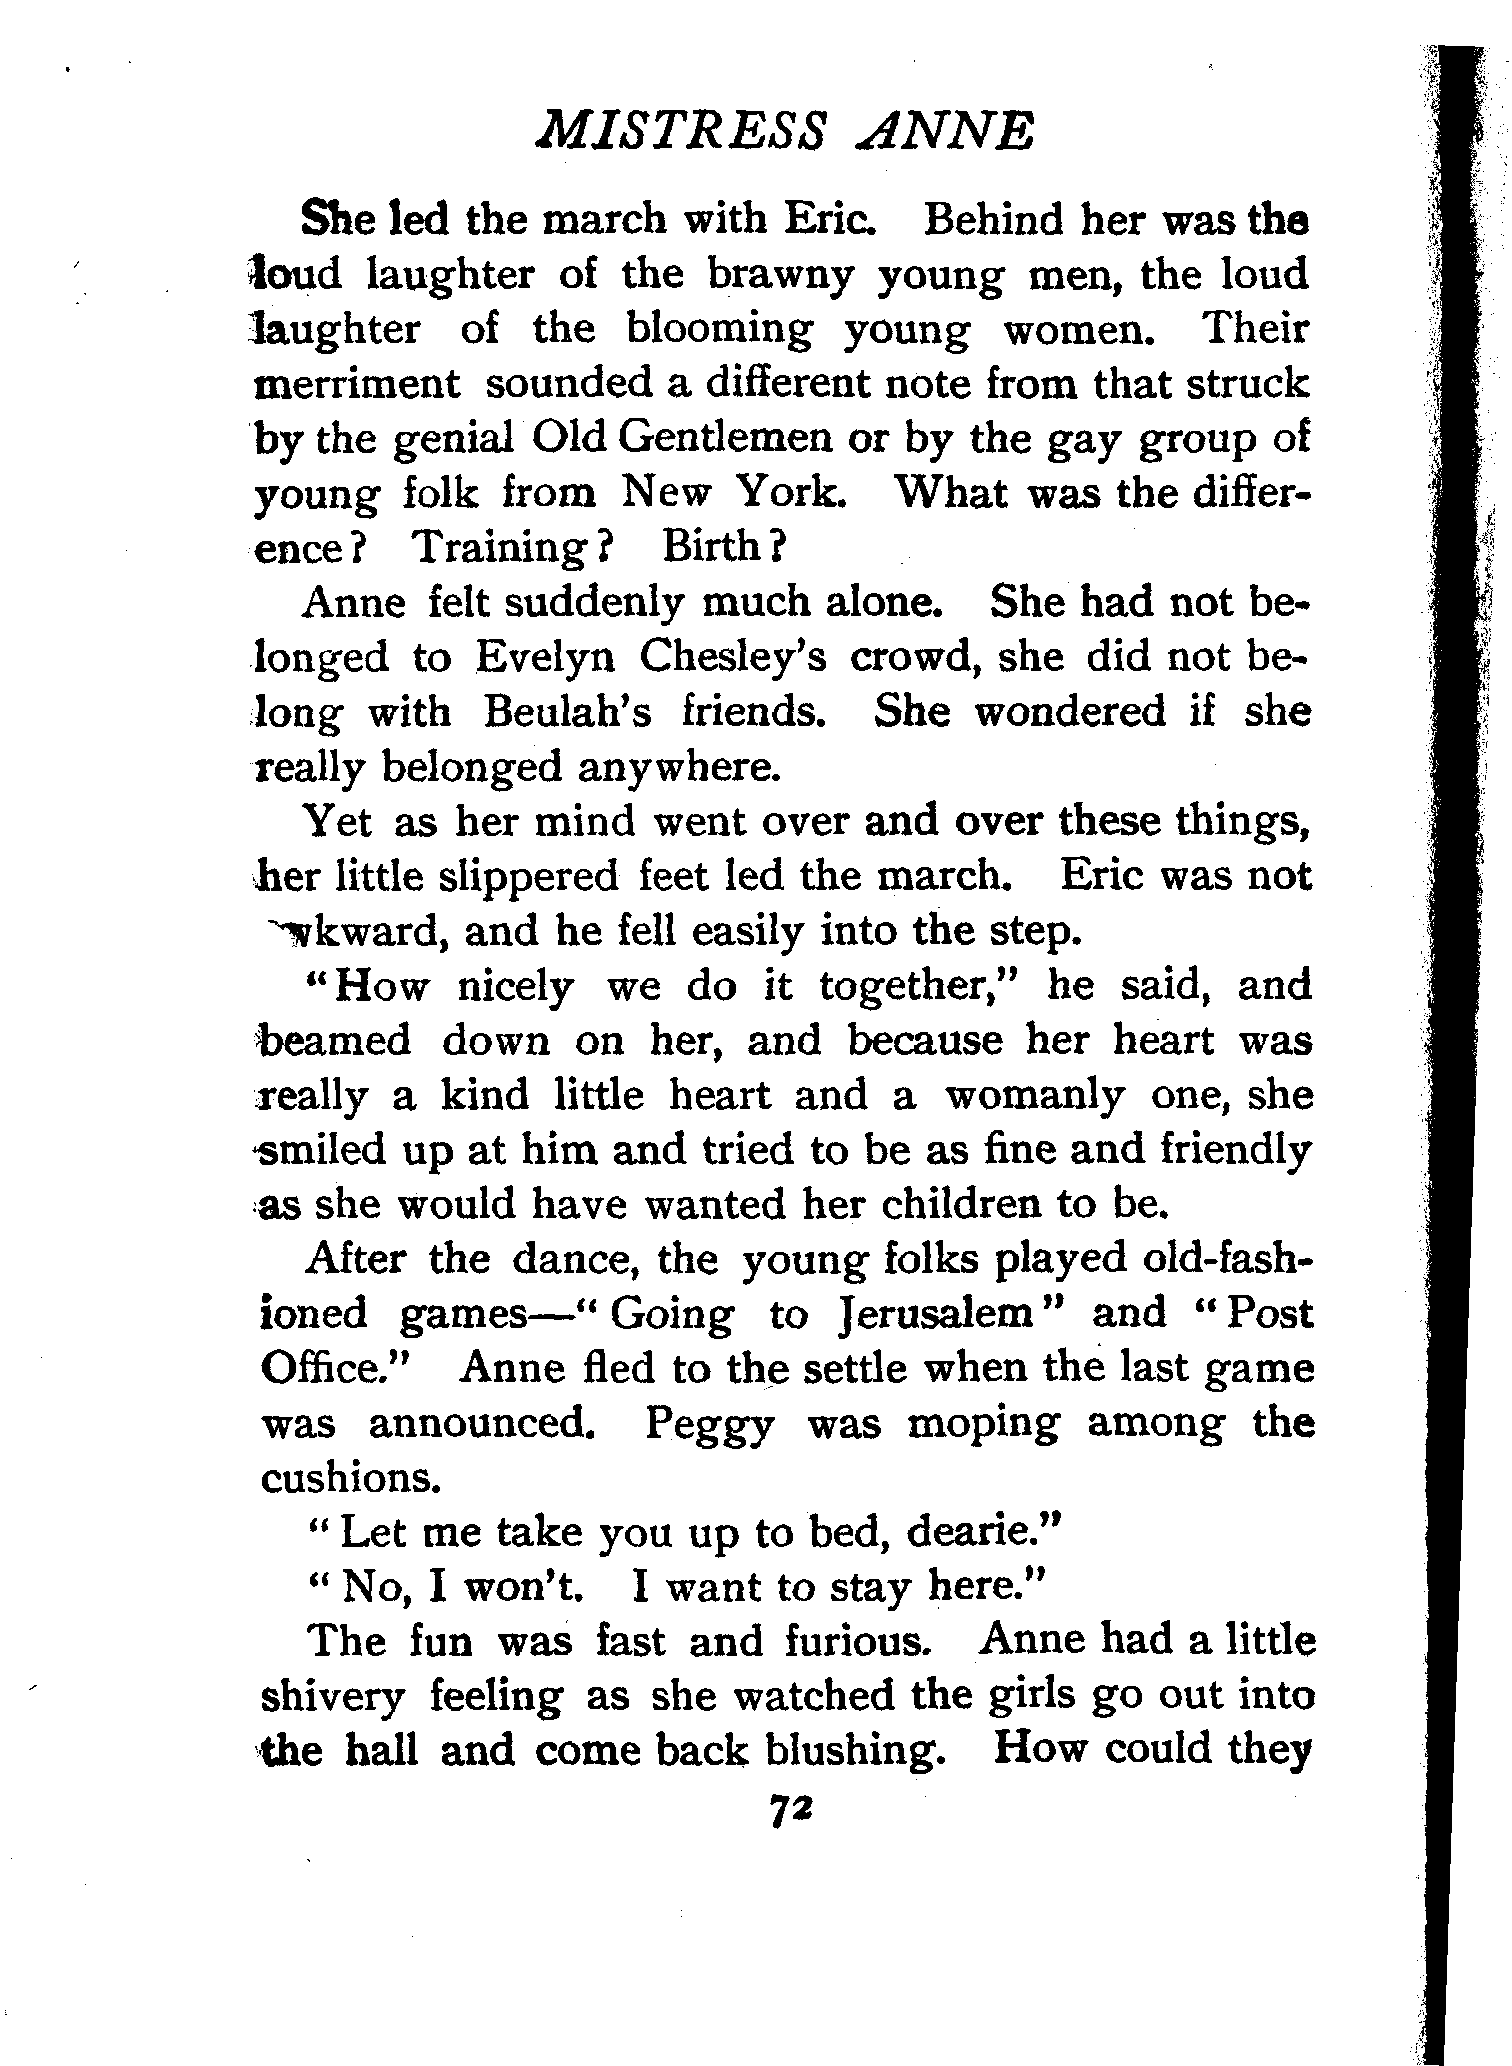 MISTRESS ANNE
She led the march with Eric. Behind her was the
loud laughter of the brawny young men, the loud
laughter of the blooming young women. Their
merriment sounded a different note from that struck
by the genial Old Gentlemen or by the gay group of
young folk from New York. What was the differ-
ence? Training? Birth?
Anne felt suddenly much alone. She had not be-
longed to Evelyn Chesley's crowd, she did not be-
long with Beulah's friends. She wondered if she
really belonged anywhere.
Yet as her mind went over and over these things,
her little slippered feet led the march. Eric was not
awkward, and he fell easily into the step.
"How nicely we do it together," he said, and
beamed down on her, and because her heart was
really a kind little heart and a womanly one, she
smiled up at him and tried to be as fine and friendly
as she would have wanted her children to be.
After the dance, the young folks played old-fash-
ioned games—"Going to Jerusalem" and "Post
Office." Anne fled to the settle when the last game
was announced. Peggy was moping among the
cushions.
"Let me take you up to bed, dearie."
"No, I won't. I want to stay here."
The fun was fast and furious. Anne had a little
shivery feeling as she watched the girls go out into
the hall and come back blushing. How could they
72